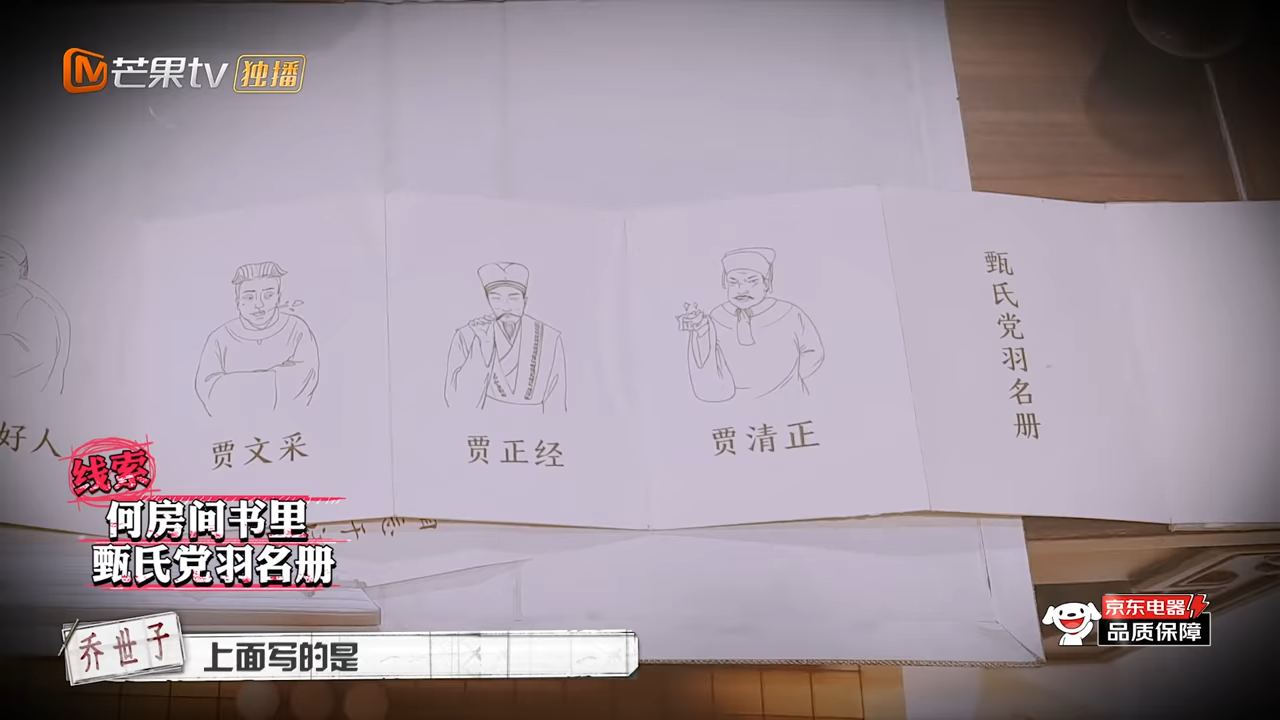 芒果tv 独播
甄氏党羽名册
贾清正
贾正经
贾文采
好人
线索
何房间书里
甄氏党羽名册
乔世子
上面写的是
京东电器
品质保障